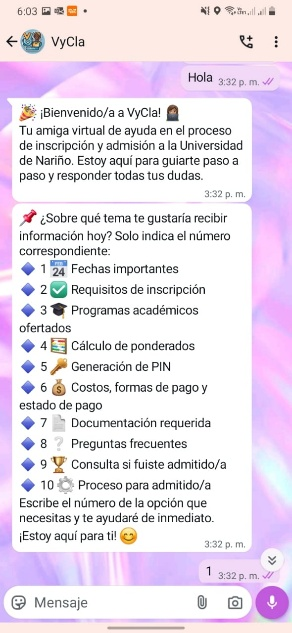 6:03
VyCla
Hola 3:32 p. m.
🎉 ¡Bienvenido/a a VyCla! 👩🏾‍🎓
Tu amiga virtual de ayuda en el proceso
de inscripción y admisión a la Universidad
de Nariño. Estoy aquí para guiarte paso a
paso y responder todas tus dudas.
3:32 p. m.
📌 ¿Sobre qué tema te gustaría recibir
información hoy? Solo indica el número
correspondiente:
🔷 1 📅 Fechas importantes
🔷 2 ✅ Requisitos de inscripción
🔷 3 🎓 Programas académicos
ofertados
🔷 4 🧮 Cálculo de ponderados
🔷 5 🔑 Generación de PIN
🔷 6 💰 Costos, formas de pago y
estado de pago
🔷 7 📄 Documentación requerida
🔷 8 ❔ Preguntas frecuentes
🔷 9 🏆 Consulta si fuiste admitido/a
🔷 10 ⚙️ Proceso para admitido/a
Escribe el número de la opción que
necesitas y te ayudaré de inmediato.
¡Estoy aquí para ti! 😊
3:32 p. m.
1 3:32 p. m.
Mensaje